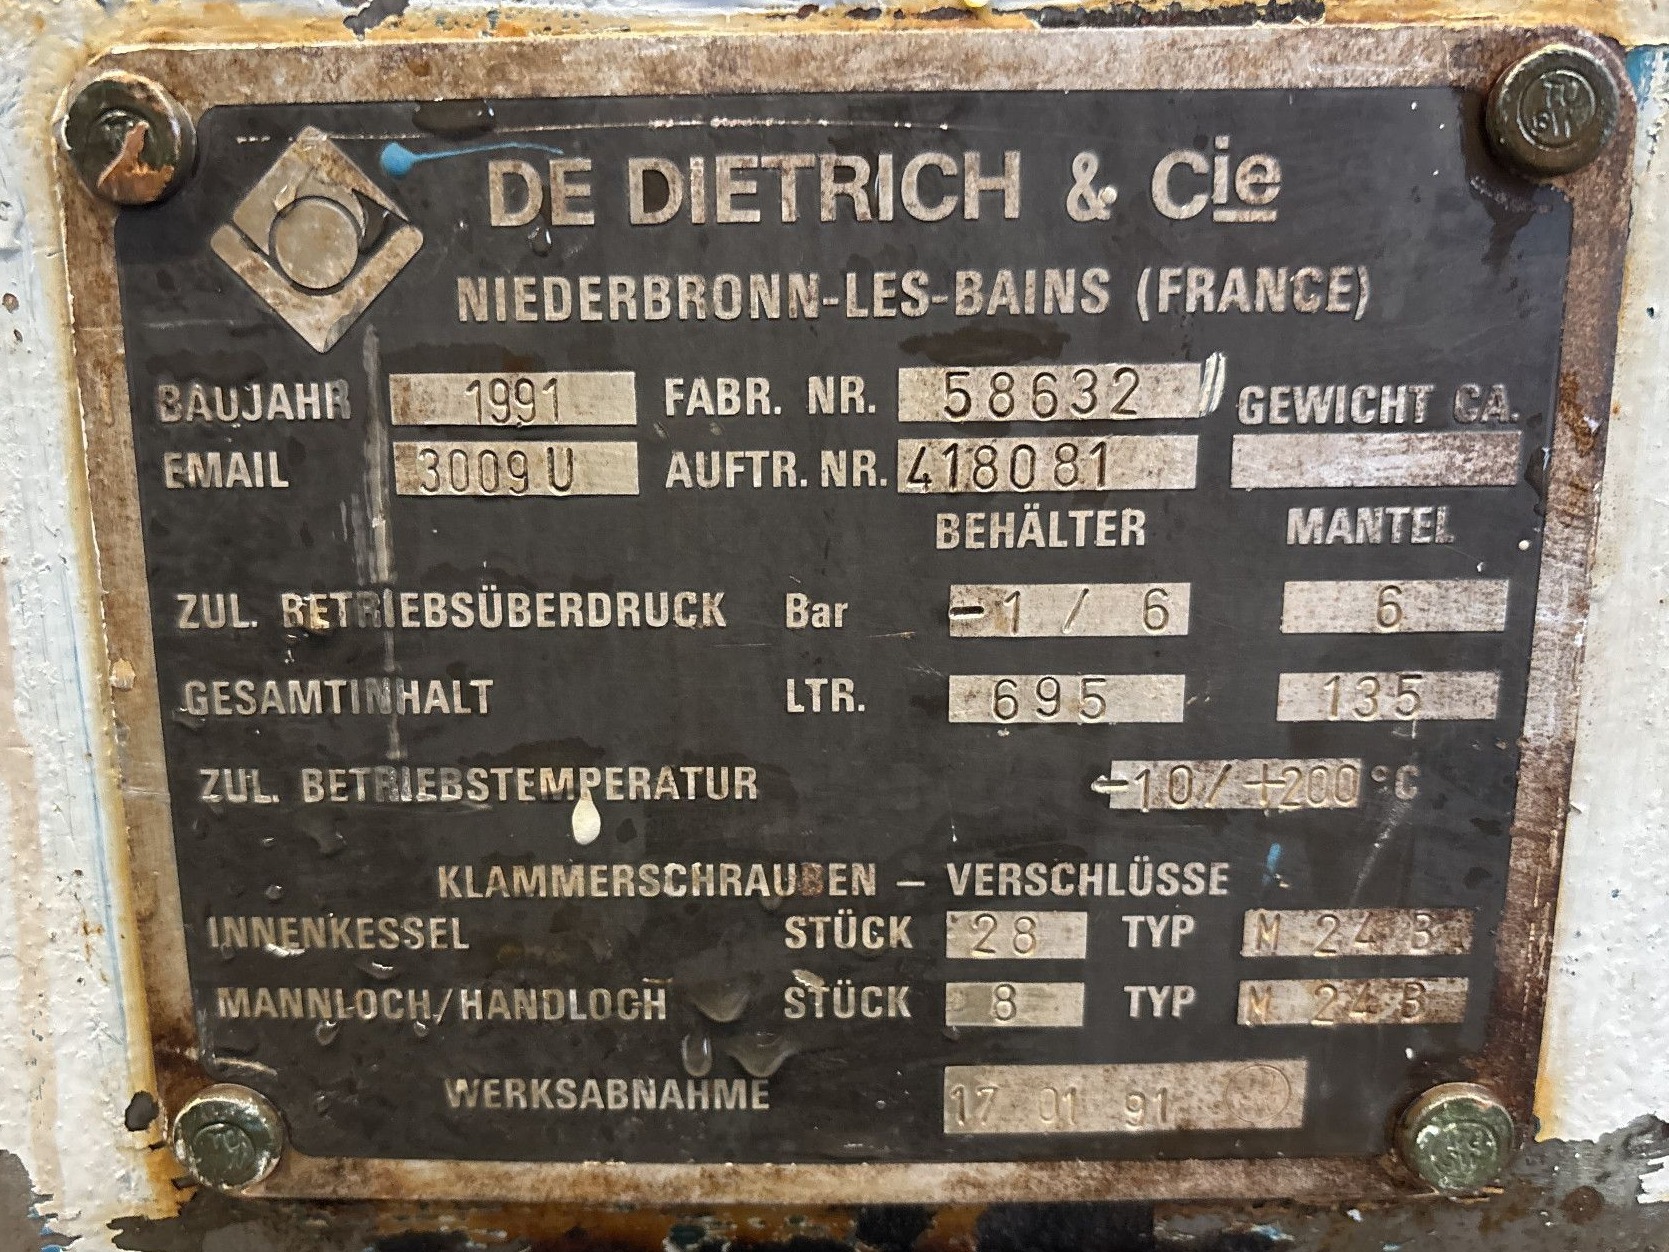 DE DIETRICH & Cie
NIEDERBRONN-LES-BAINS (FRANCE)
BAUJAHR 1991 FABR. NR. 58632 GEWICHT CA.
EMAIL 3009 U AUFTR. NR. 418081
BEHÄLTER MANTEL
ZUL. BETRIEBSÜBERDRUCK Bar -1 / 6 6
GESAMTINHALT LTR. 695 135
ZUL. BETRIEBSTEMPERATUR -10/+200 °C
KLAMMERSCHRAUBEN – VERSCHLÜSSE
INNENKESSEL STÜCK 28 TYP M 24 B
MANNLOCH/HANDLOCH STÜCK 8 TYP M 24 B
WERKSABNAHME 17 01 91